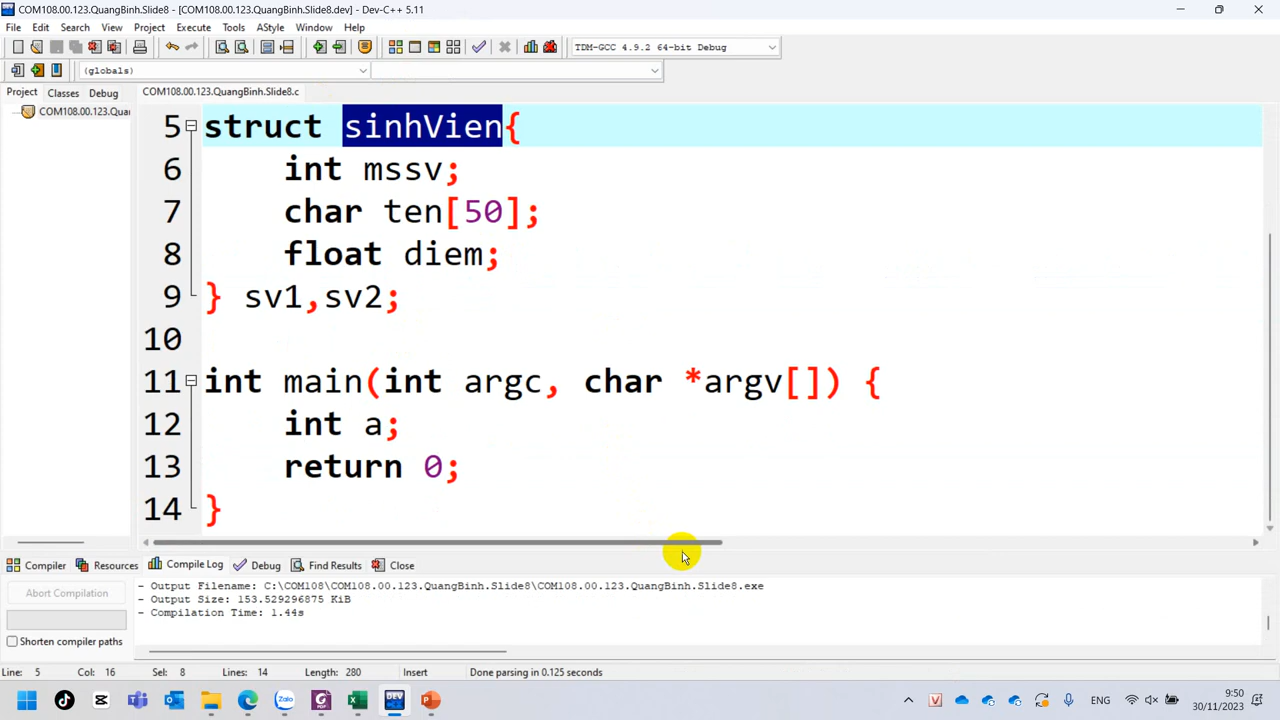 COM108.00.123.QuangBinh.Slide8 - [COM108.00.123.QuangBinh.Slide8.dev] - Dev-C++ 5.11
File Edit Search View Project Execute Tools AStyle Window Help
TDM-GCC 4.9.2 64-bit Debug
(globals)
Project Classes Debug
COM108.00.123.QuangBinh.Slide8.c
COM108.00.123.Qua
5 struct sinhVien{
6 int mssv;
7 char ten[50];
8 float diem;
9 } sv1,sv2;
10
11 int main(int argc, char *argv[]) {
12 int a;
13 return 0;
14 }
Compiler Resources Compile Log Debug Find Results Close
Abort Compilation
Shorten compiler paths
- Output Filename: C:\COM108\COM108.00.123.QuangBinh.Slide8\COM108.00.123.QuangBinh.Slide8.exe
- Output Size: 153.529296875 KiB
- Compilation Time: 1.44s
Line: 5 Col: 16 Sel: 8 Lines: 14 Length: 280 Insert Done parsing in 0.125 seconds
Zalo
DEV
ENG
9:50
30/11/2023